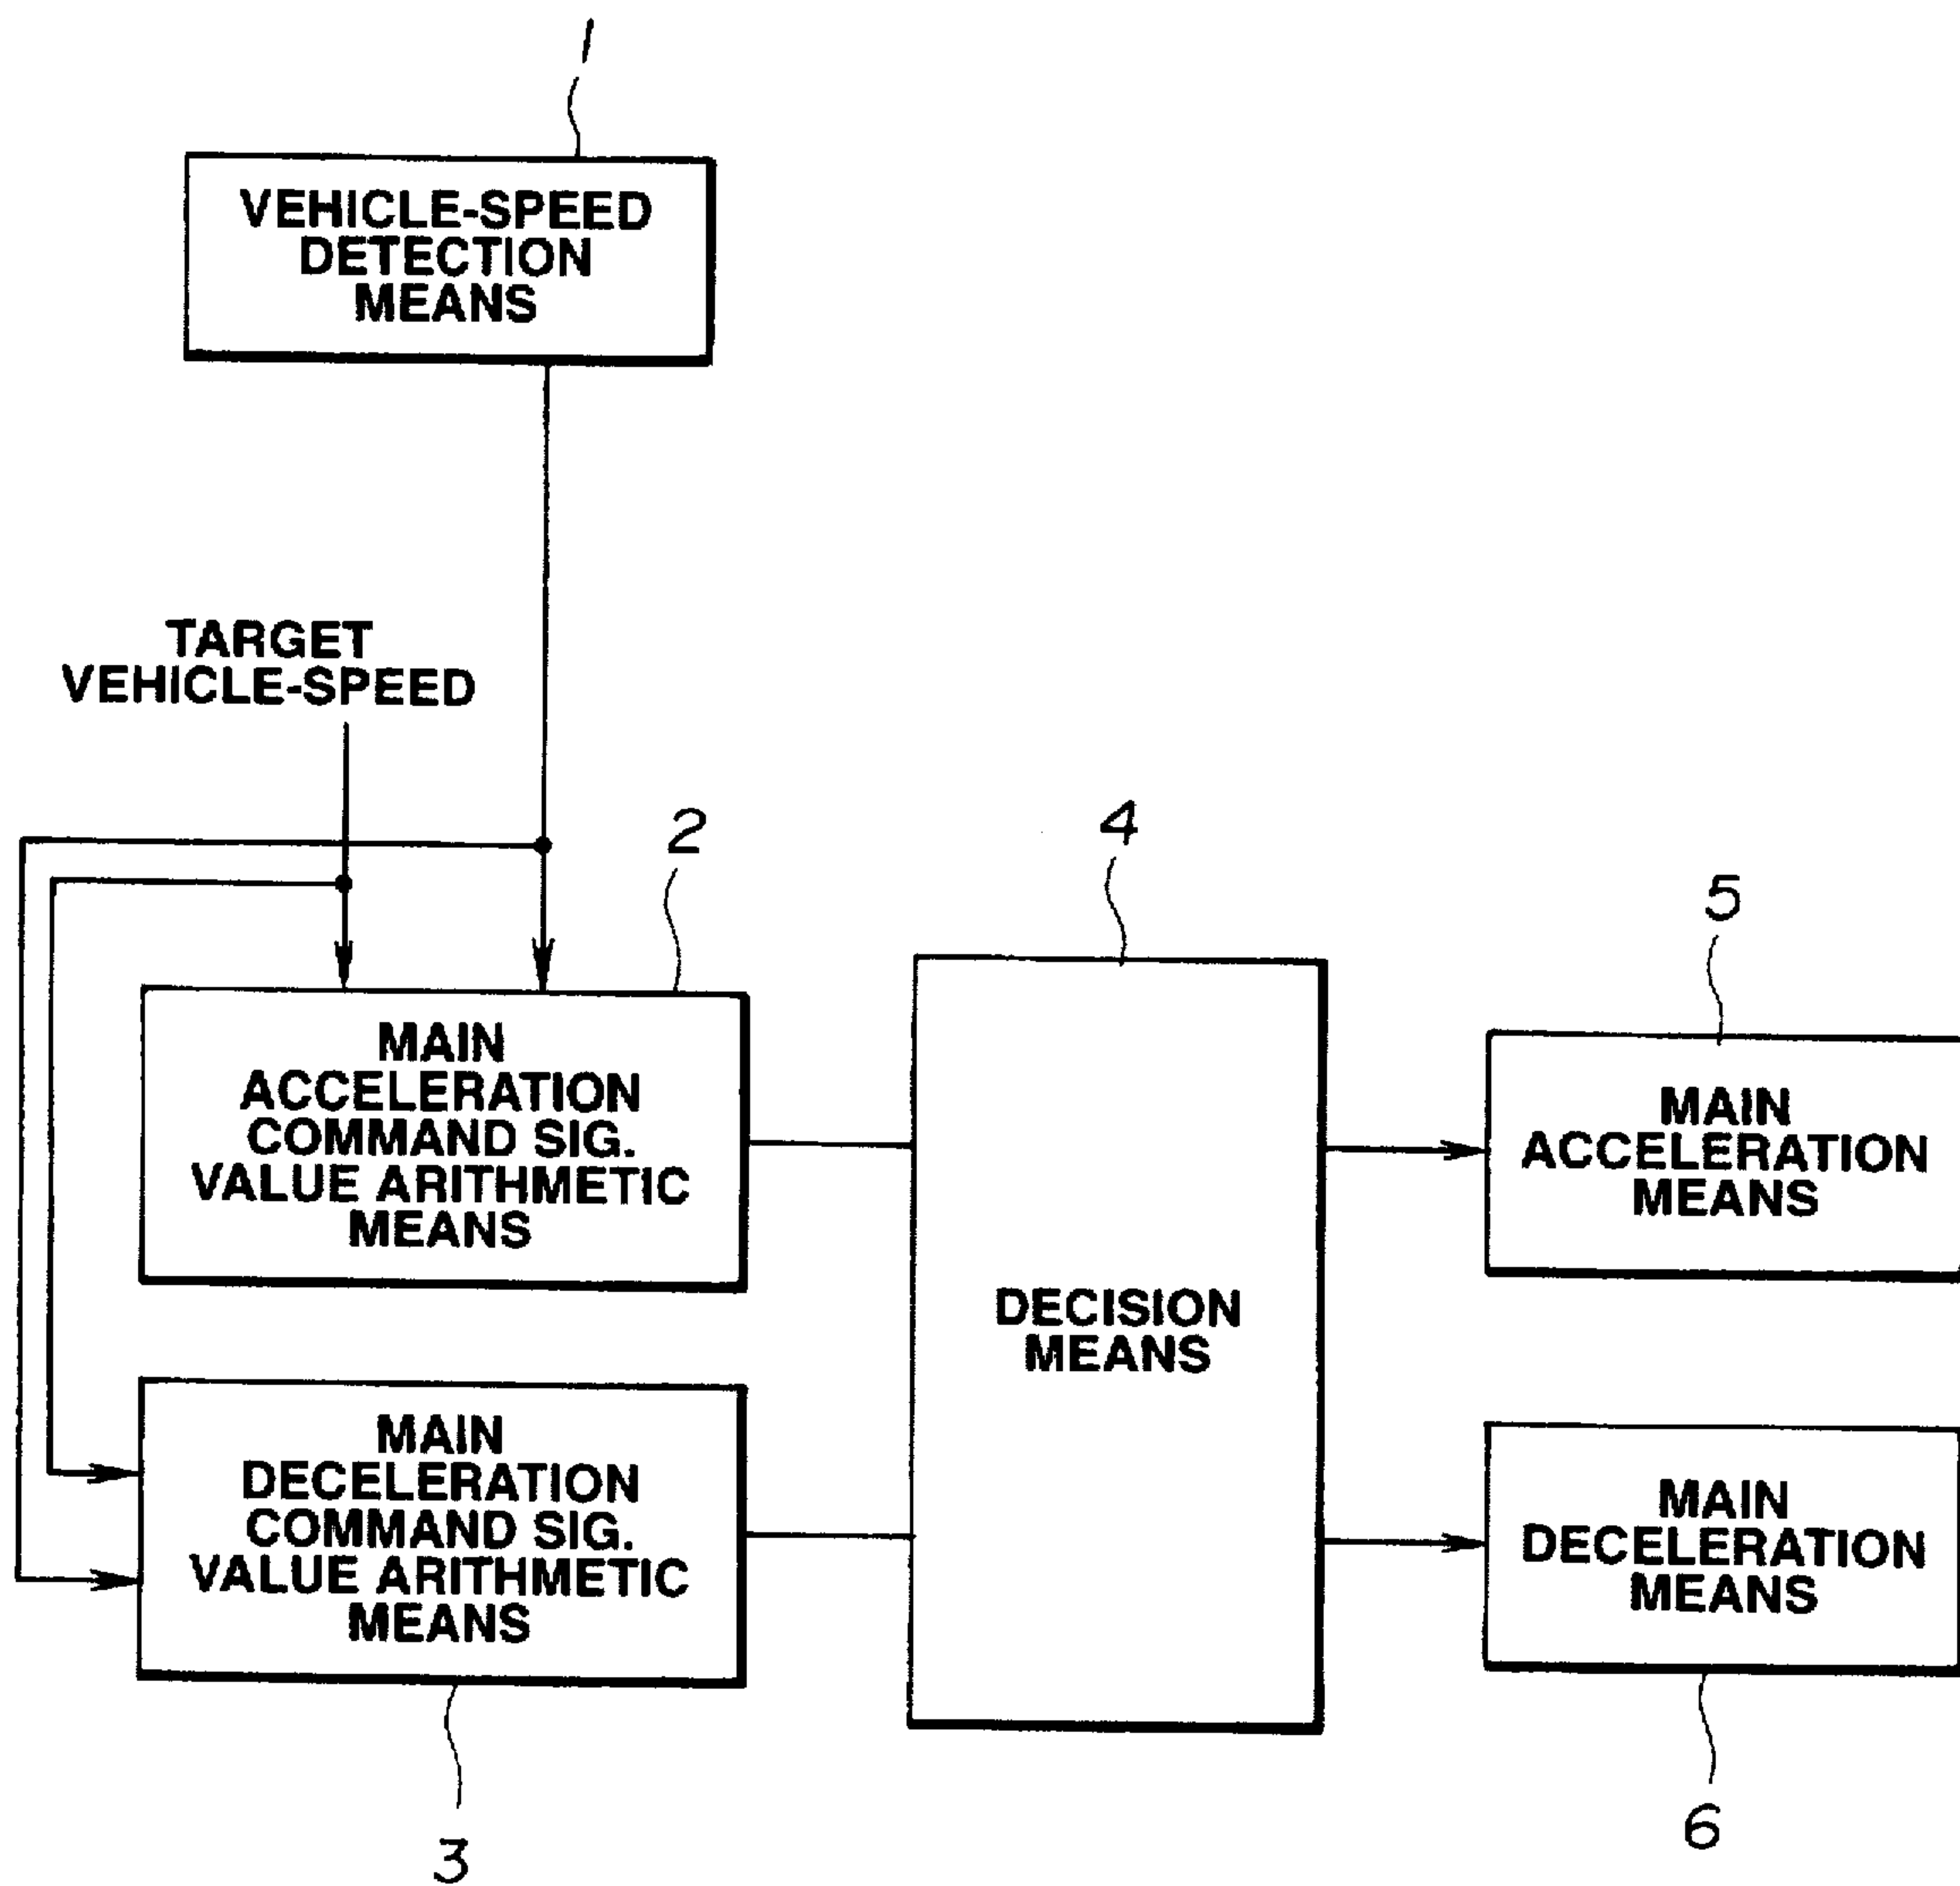 1
VEHICLE-SPEED
DETECTION
MEANS
TARGET
VEHICLE-SPEED
2
4
5
MAIN
ACCELERATION
COMMAND SIG.
VALUE ARITHMETIC
MEANS
DECISION
MEANS
MAIN
ACCELERATION
MEANS
MAIN
DECELERATION
COMMAND SIG.
VALUE ARITHMETIC
MEANS
MAIN
DECELERATION
MEANS
3
6